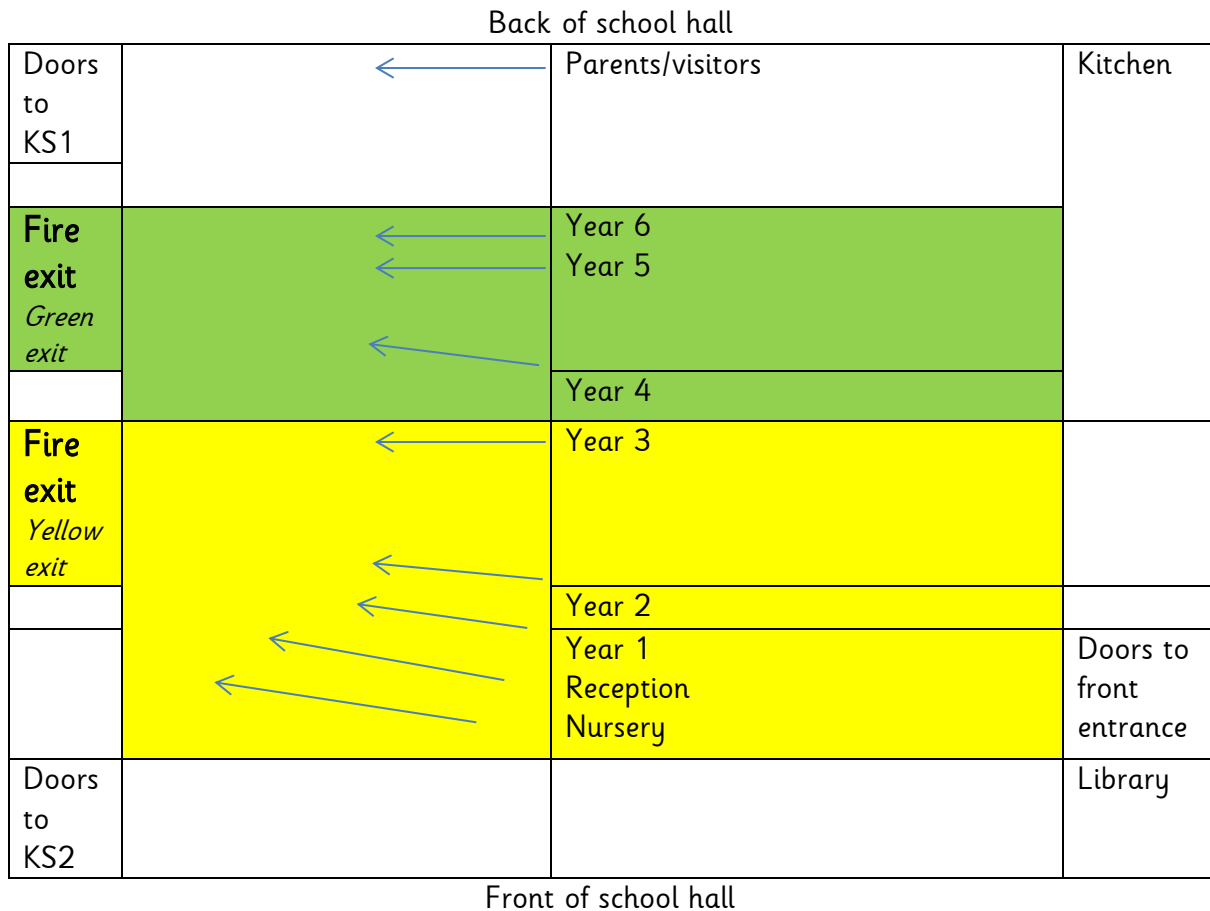 Back of school hall
Doors
to
KS1
Parents/visitors
Kitchen
Fire
exit
Green
exit
Year 6
Year 5
Year 4
Fire
exit
Yellow
exit
Year 3
Year 2
Year 1
Reception
Nursery
Doors to
front
entrance
Doors
to
KS2
Library
Front of school hall